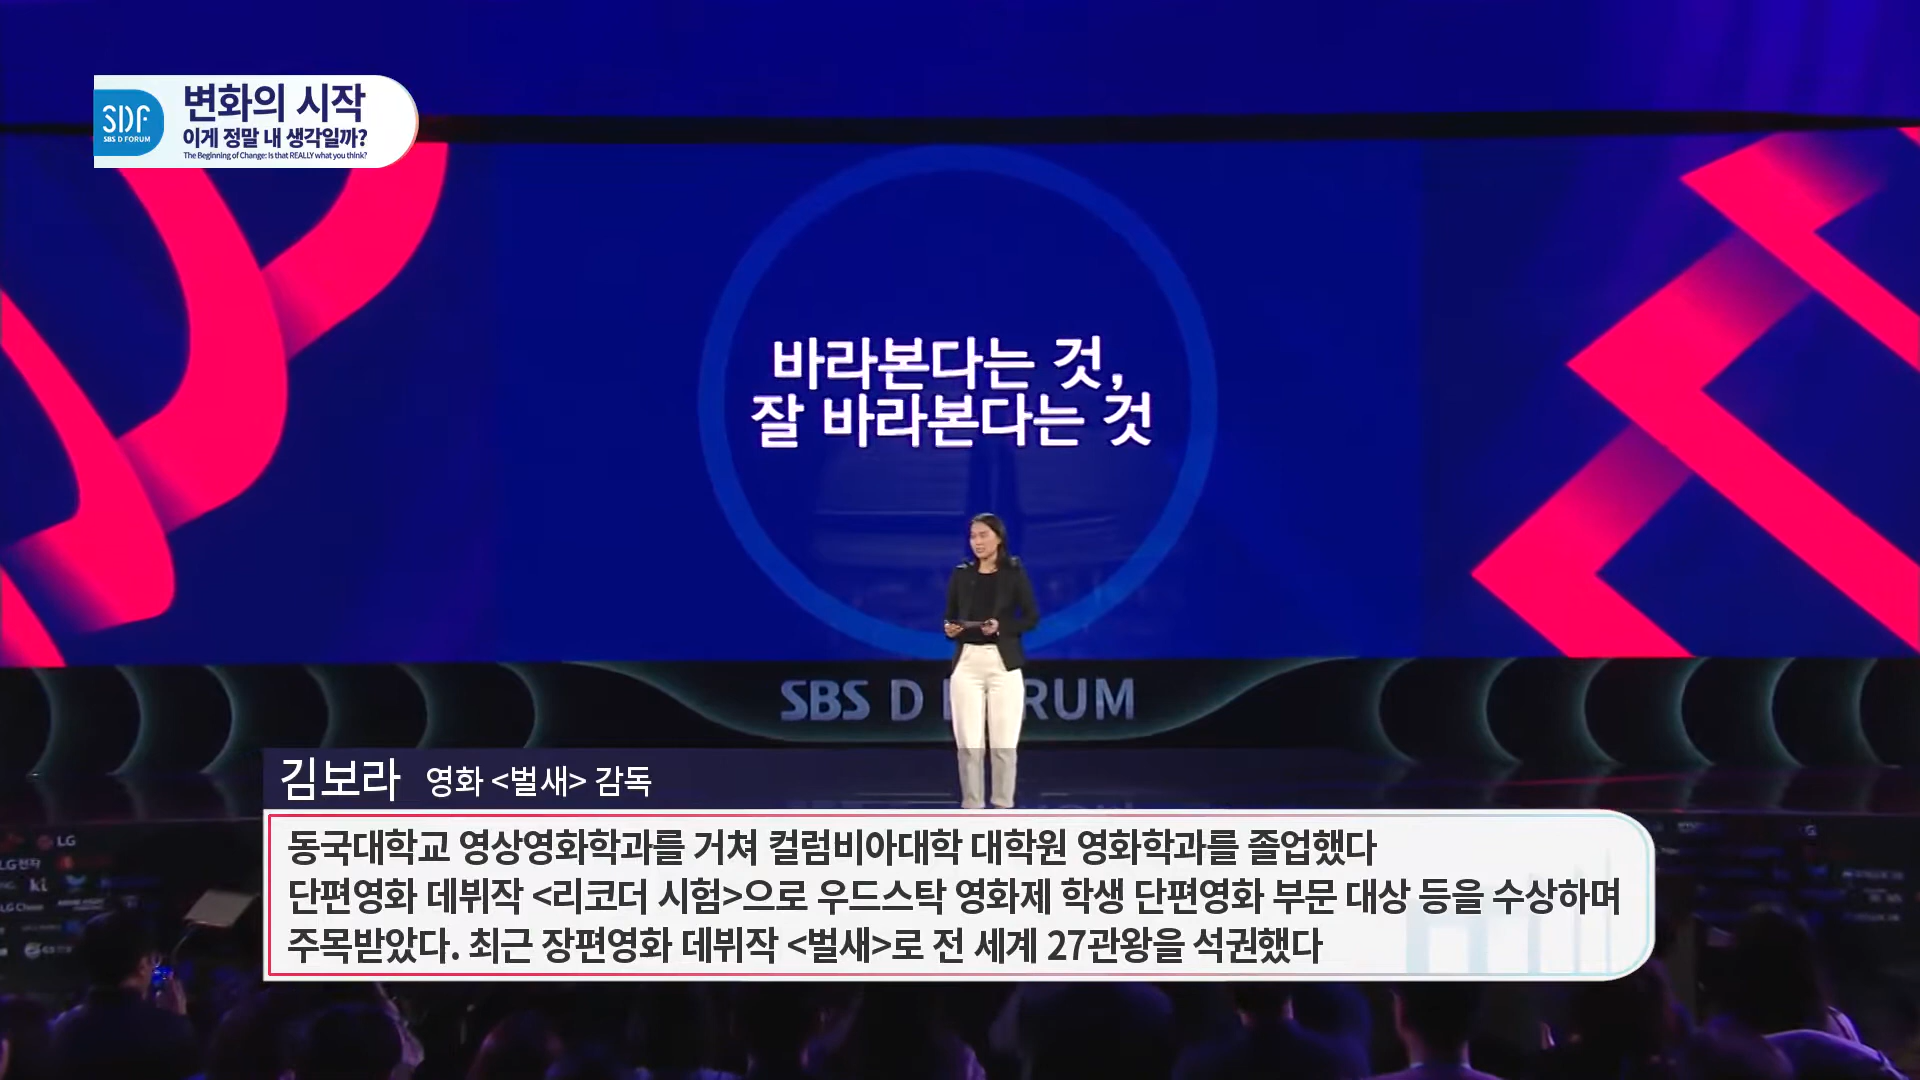 SDF
SBS D FORUM
변화의 시작
이게 정말 내 생각일까?
The Beginning of Change: Is that REALLY what you think?
바라본다는 것,
잘 바라본다는 것
SBS D F RUM
김보라 영화 <벌새> 감독
동국대학교 영상영화학과를 거쳐 컬럼비아대학 대학원 영화학과를 졸업했다
단편영화 데뷔작 <리코더 시험>으로 우드스탁 영화제 학생 단편영화 부문 대상 등을 수상하며
주목받았다. 최근 장편영화 데뷔작 <벌새>로 전 세계 27관왕을 석권했다
LG
LG전자
kt
LG Chem